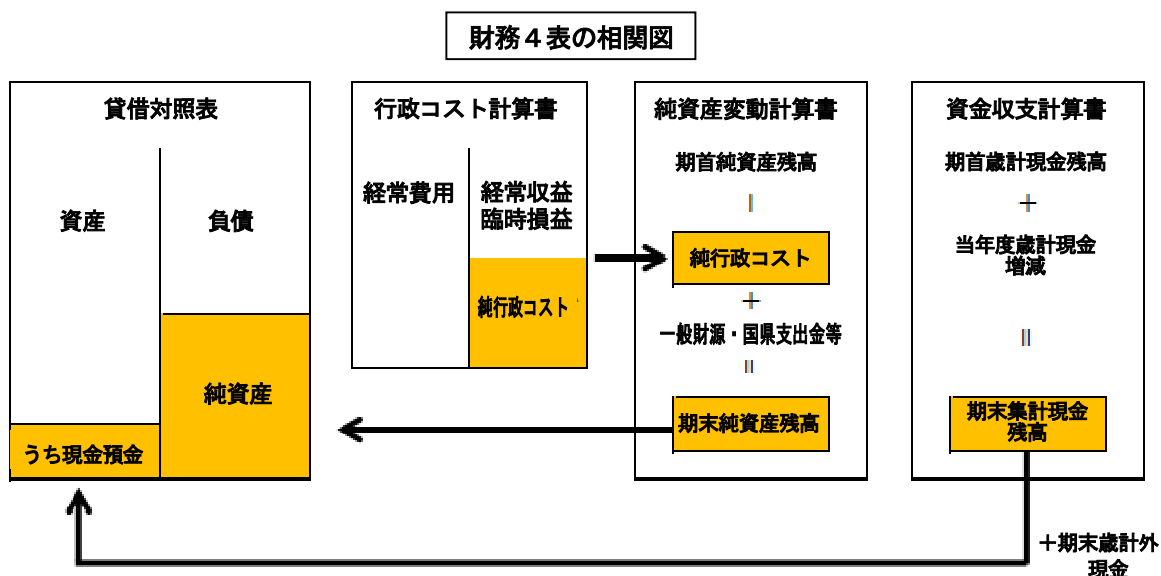 財務４表の相関図
貸借対照表
資産
負債
純資産
うち現金預金
行政コスト計算書
経常費用
経常収益
臨時損益
純行政コスト
純資産変動計算書
期首純資産残高
－
純行政コスト
＋
一般財源・国県支出金等
＝
期末純資産残高
資金収支計算書
期首歳計現金残高
＋
当年度歳計現金
増減
＝
期末集計現金
残高
＋期末歳計外
現金